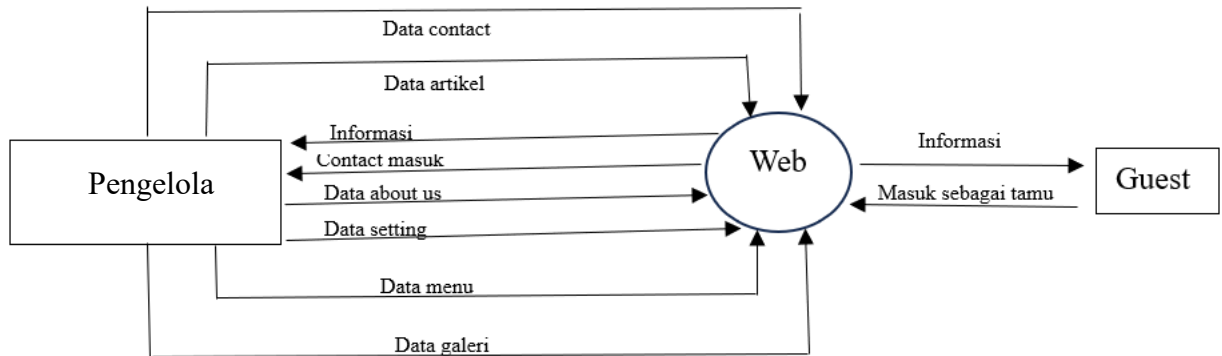 Data contact
Data artikel
Informasi
Contact masuk
Data about us
Data setting
Data menu
Data galeri
Pengelola
Web
Informasi
Masuk sebagai tamu
Guest